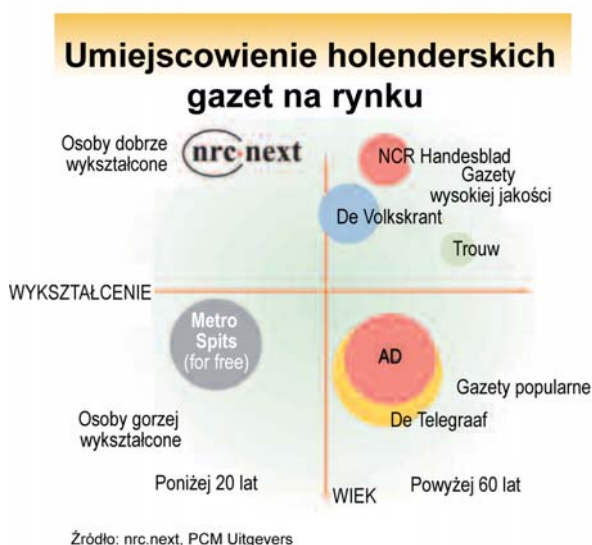 Umiejscowienie holenderskich
gazet na rynku
Osoby dobrze
wykształcone
nrc next
NCR Handesblad
Gazety
wysokiej jakości
De Volkskrant
Trouw
WYKSZTAŁCENIE
Metro
Spits
(for free)
AD
Gazety popularne
De Telegraaf
Osoby gorzej
wykształcone
Poniżej 20 lat
WIEK
Powyżej 60 lat
Źródło: nrc.next, PCM Uitgevers